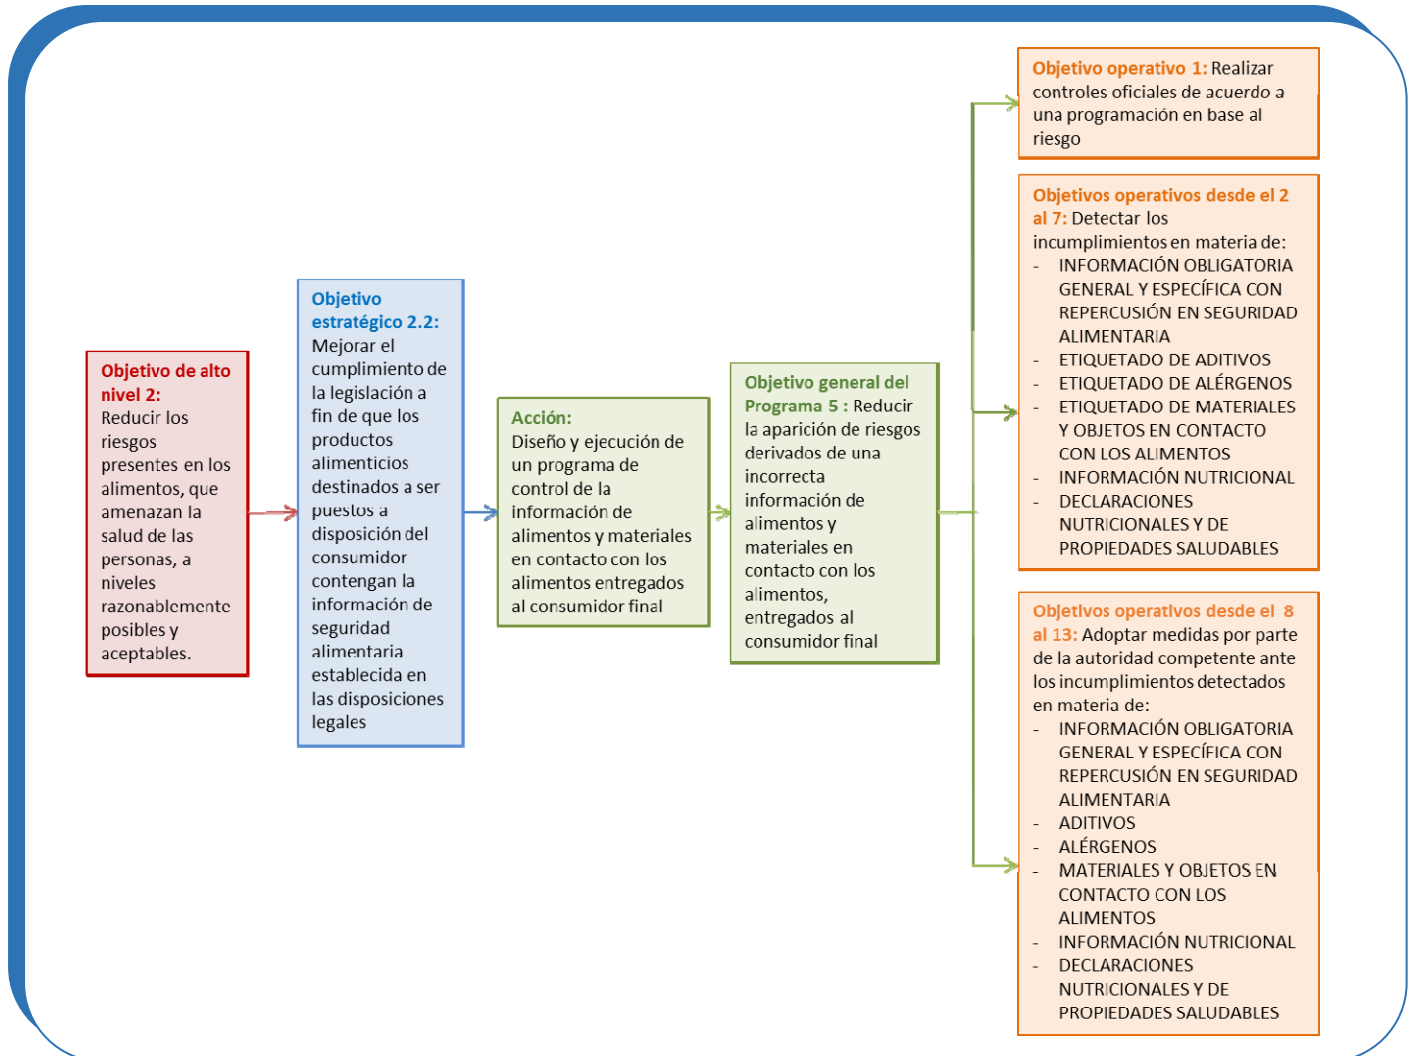 Objetivo de alto
nivel 2:
Reducir los
riesgos
presentes en los
alimentos, que
amenazan la
salud de las
personas, a
niveles
razonablemente
posibles y
aceptables.
Objetivo
estratégico 2.2:
Mejorar el
cumplimiento de
la legislación a
fin de que los
productos
alimenticios
destinados a ser
puestos a
disposición del
consumidor
contengan la
información de
seguridad
alimentaria
establecida en
las disposiciones
legales
Acción:
Diseño y ejecución de
un programa de
control de la
información de
alimentos y materiales
en contacto con los
alimentos entregados
al consumidor final
Objetivo general del
Programa 5 : Reducir
la aparición de riesgos
derivados de una
incorrecta
información de
alimentos y
materiales en
contacto con los
alimentos,
entregados al
consumidor final
Objetivo operativo 1: Realizar
controles oficiales de acuerdo a
una programación en base al
riesgo
Objetivos operativos desde el 2
al 7: Detectar los
incumplimientos en materia de:
- INFORMACIÓN OBLIGATORIA
GENERAL Y ESPECÍFICA CON
REPERCUSIÓN EN SEGURIDAD
ALIMENTARIA
- ETIQUETADO DE ADITIVOS
- ETIQUETADO DE ALÉRGENOS
- ETIQUETADO DE MATERIALES
Y OBJETOS EN CONTACTO
CON LOS ALIMENTOS
- INFORMACIÓN NUTRICIONAL
- DECLARACIONES
NUTRICIONALES Y DE
PROPIEDADES SALUDABLES
Objetivos operativos desde el 8
al 13: Adoptar medidas por parte
de la autoridad competente ante
los incumplimientos detectados
en materia de:
- INFORMACIÓN OBLIGATORIA
GENERAL Y ESPECÍFICA CON
REPERCUSIÓN EN SEGURIDAD
ALIMENTARIA
- ADITIVOS
- ALÉRGENOS
- MATERIALES Y OBJETOS EN
CONTACTO CON LOS
ALIMENTOS
- INFORMACIÓN NUTRICIONAL
- DECLARACIONES
NUTRICIONALES Y DE
PROPIEDADES SALUDABLES